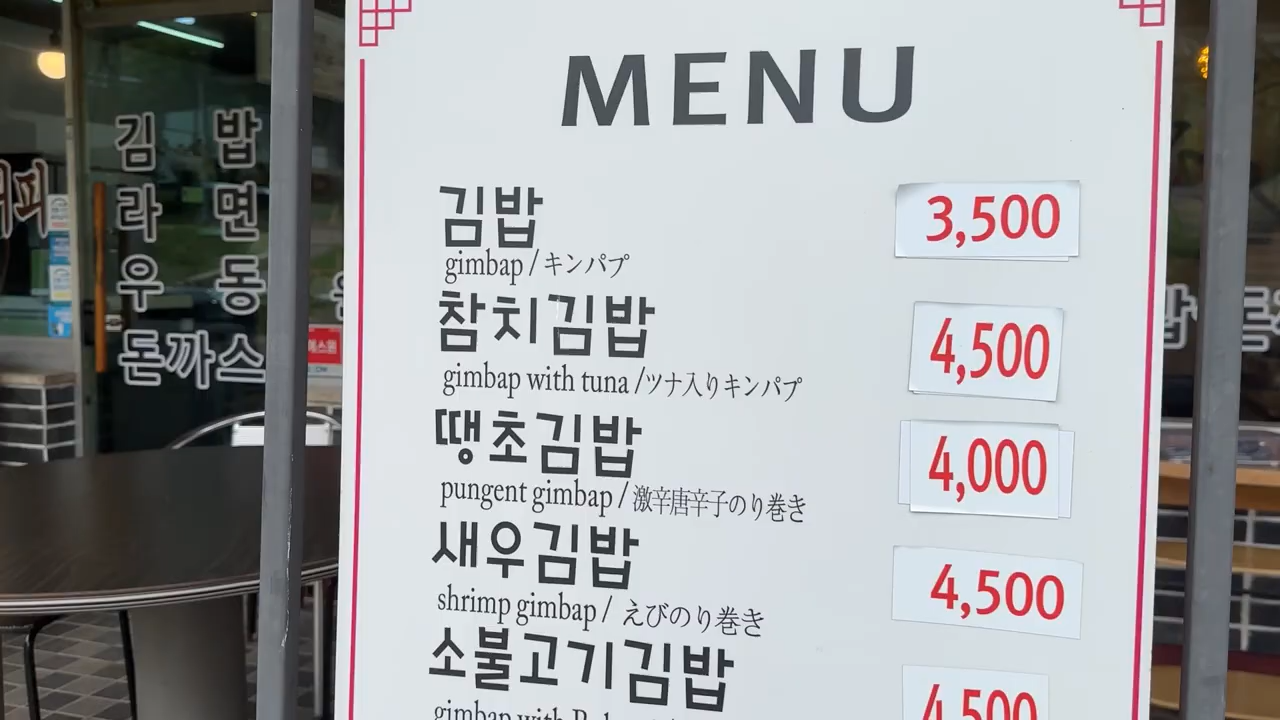 김밥
라면
우동
돈까스
MENU
김밥 3,500
gimbap / キンパプ
참치김밥 4,500
gimbap with tuna /ツナ入りキンパプ
땡초김밥 4,000
pungent gimbap / 激辛唐辛子のり巻き
새우김밥 4,500
shrimp gimbap / えびのり巻き
소불고기김밥 4,500
gimbap with